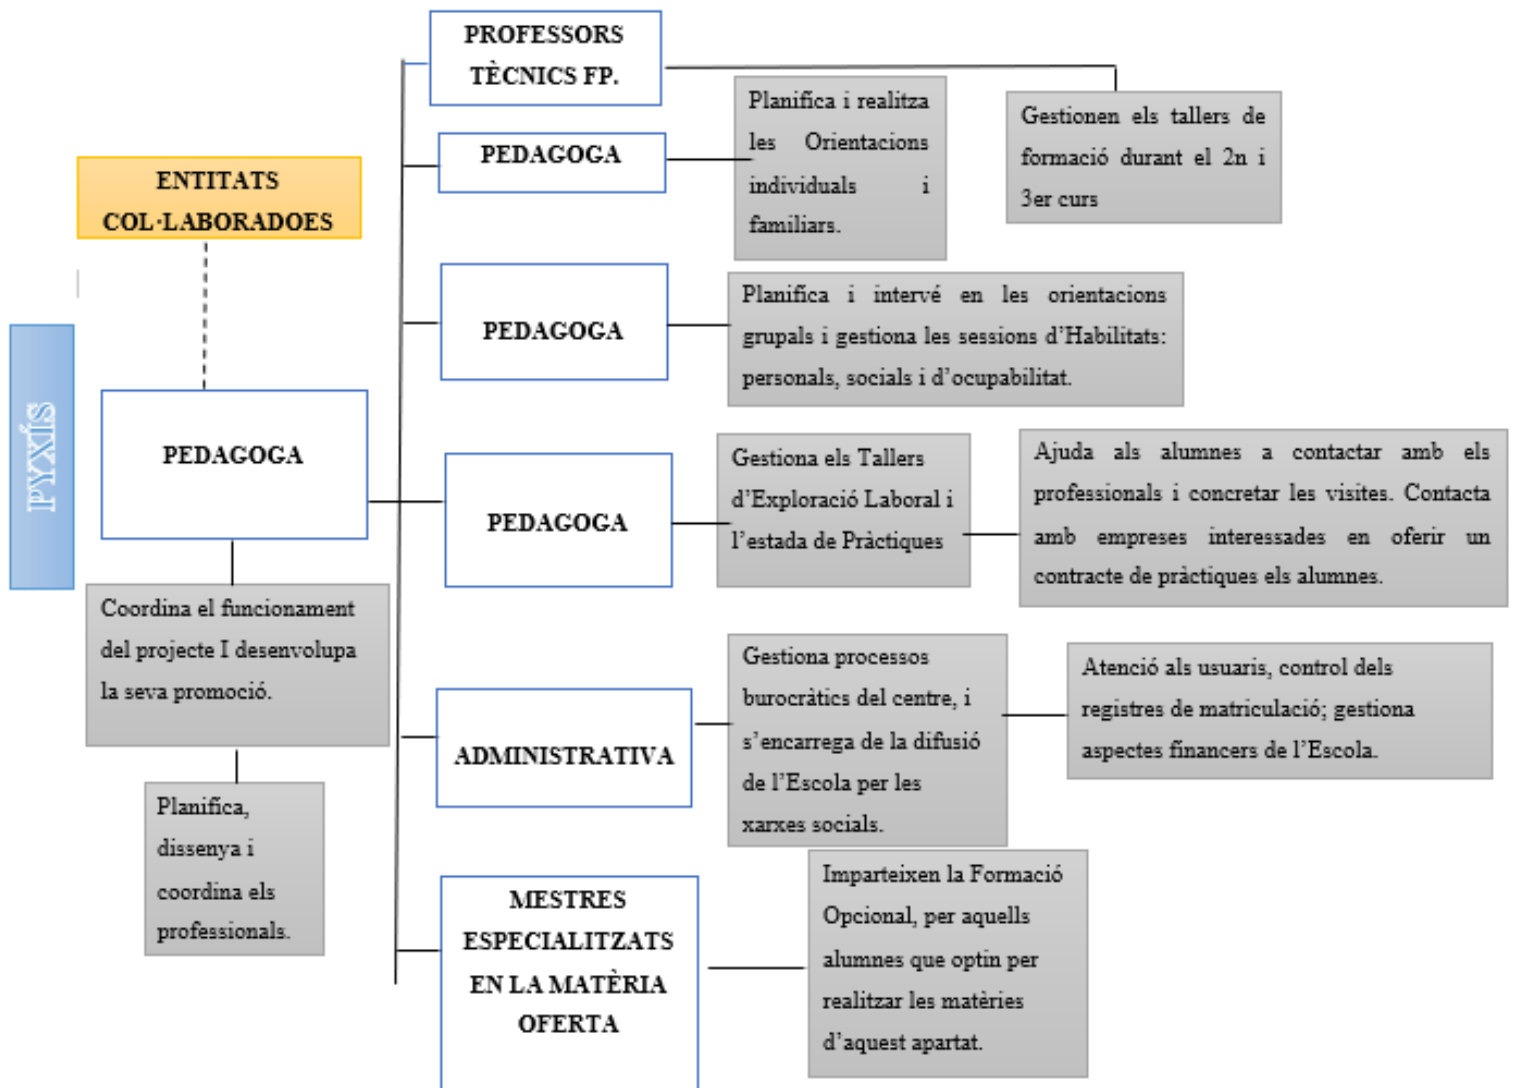 PROFESSORS
TÈCNICS FP.
Gestionen els tallers de
formació durant el 2n i
3er curs
PEDAGOGA
Planifica i realitza
les Orientacions
individuals i
familiars.
ENTITATS
COL·LABORADOES
PEDAGOGA
Planifica i intervé en les orientacions
grupals i gestiona les sessions d’Habilitats:
personals, socials i d’ocupabilitat.
PYXÍS
PEDAGOGA
Coordina el funcionament
del projecte I desenvolupa
la seva promoció.
Planifica,
dissenya i
coordina els
professionals.
PEDAGOGA
Gestiona els Tallers
d’Exploració Laboral i
l’estada de Pràctiques
Ajuda als alumnes a contactar amb els
professionals i concretar les visites. Contacta
amb empreses interessades en oferir un
contracte de pràctiques els alumnes.
ADMINISTRATIVA
Gestiona processos
burocràtics del centre, i
s’encarrega de la difusió
de l’Escola per les
xarxes socials.
Atenció als usuaris, control dels
registres de matriculació; gestiona
aspectes financers de l’Escola.
MESTRES
ESPECIALITZATS
EN LA MATÈRIA
OFERTA
Imparteixen la Formació
Opcional, per aquells
alumnes que optin per
realitzar les matèries
d’aquest apartat.